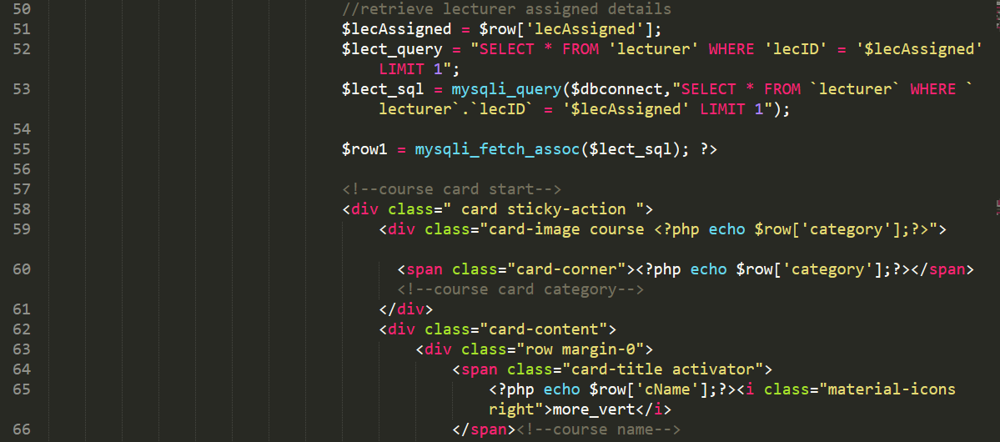 50 //retrieve lecturer assigned details
51 $lecAssigned = $row['lecAssigned'];
52 $lect_query = "SELECT * FROM 'lecturer' WHERE 'lecID' = '$lecAssigned'
LIMIT 1";
53 $lect_sql = mysqli_query($dbconnect,"SELECT * FROM `lecturer` WHERE `
lecturer`.`lecID` = '$lecAssigned' LIMIT 1");
54
55 $row1 = mysqli_fetch_assoc($lect_sql); ?>
56
57 <!--course card start-->
58 <div class=" card sticky-action ">
59 <div class="card-image course <?php echo $row['category'];?>">
60 <span class="card-corner"><?php echo $row['category'];?></span>
<!--course card category-->
61 </div>
62 <div class="card-content">
63 <div class="row margin-0">
64 <span class="card-title activator">
65 <?php echo $row['cName'];?><i class="material-icons
right">more_vert</i>
66 </span><!--course name-->